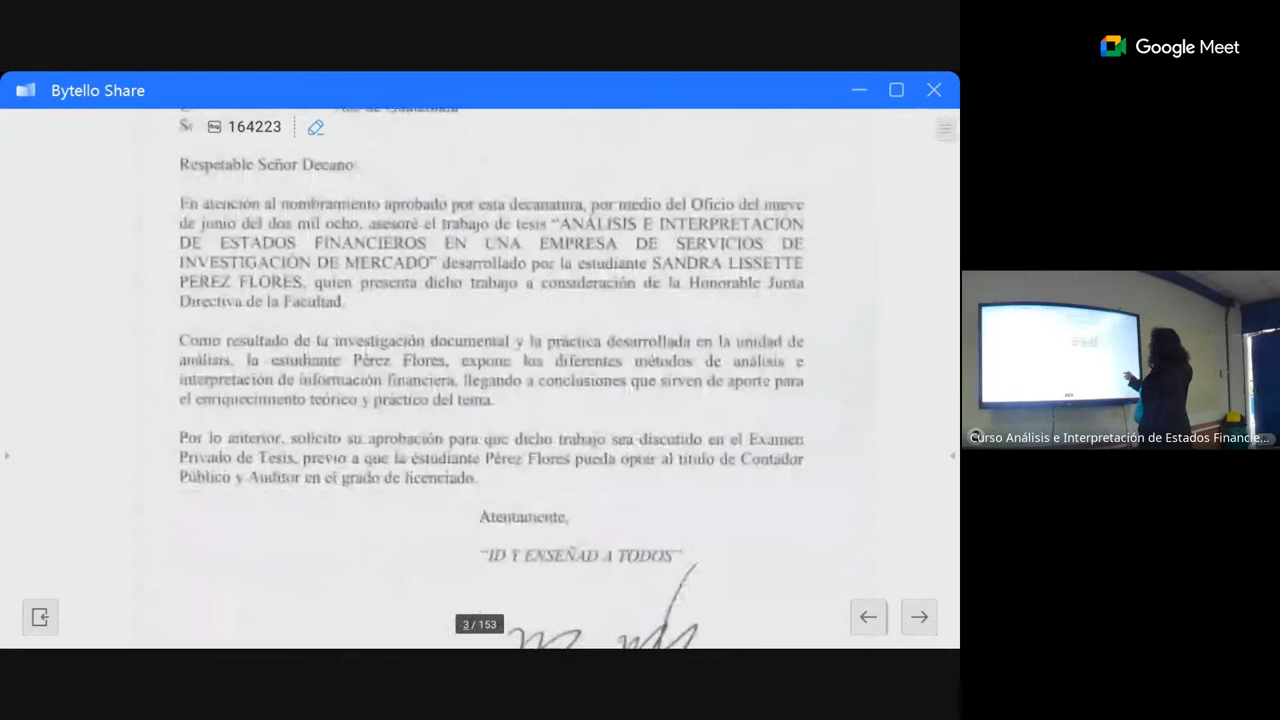 Google Meet
Bytello Share
164223
Respetable Señor Decano
En atención al nombramiento aprobado por esta decanatura, por medio del Oficio del nueve
de junio del dos mil ocho, asesoré el trabajo de tesis "ANÁLISIS E INTERPRETACIÓN
DE ESTADOS FINANCIEROS EN UNA EMPRESA DE SERVICIOS DE
INVESTIGACIÓN DE MERCADO" desarrollado por la estudiante SANDRA LISSETTE
PEREZ FLORES, quien presenta dicho trabajo a consideración de la Honorable Junta
Directiva de la Facultad.
Como resultado de la investigación documental y la práctica desarrollada en la unidad de
análisis, la estudiante Pérez Flores, expone los diferentes métodos de análisis e
interpretación de información financiera, llegando a conclusiones que sirven de aporte para
el enriquecimiento teórico y práctico del tema.
Por lo anterior, solicito su aprobación para que dicho trabajo sea discutido en el Examen
Privado de Tesis, previo a que la estudiante Pérez Flores pueda optar al titulo de Contador
Público y Auditor en el grado de licenciado.
Atentamente,
"ID Y ENSEÑAD A TODOS"
3 / 153
Curso Análisis e Interpretación de Estados Financie...